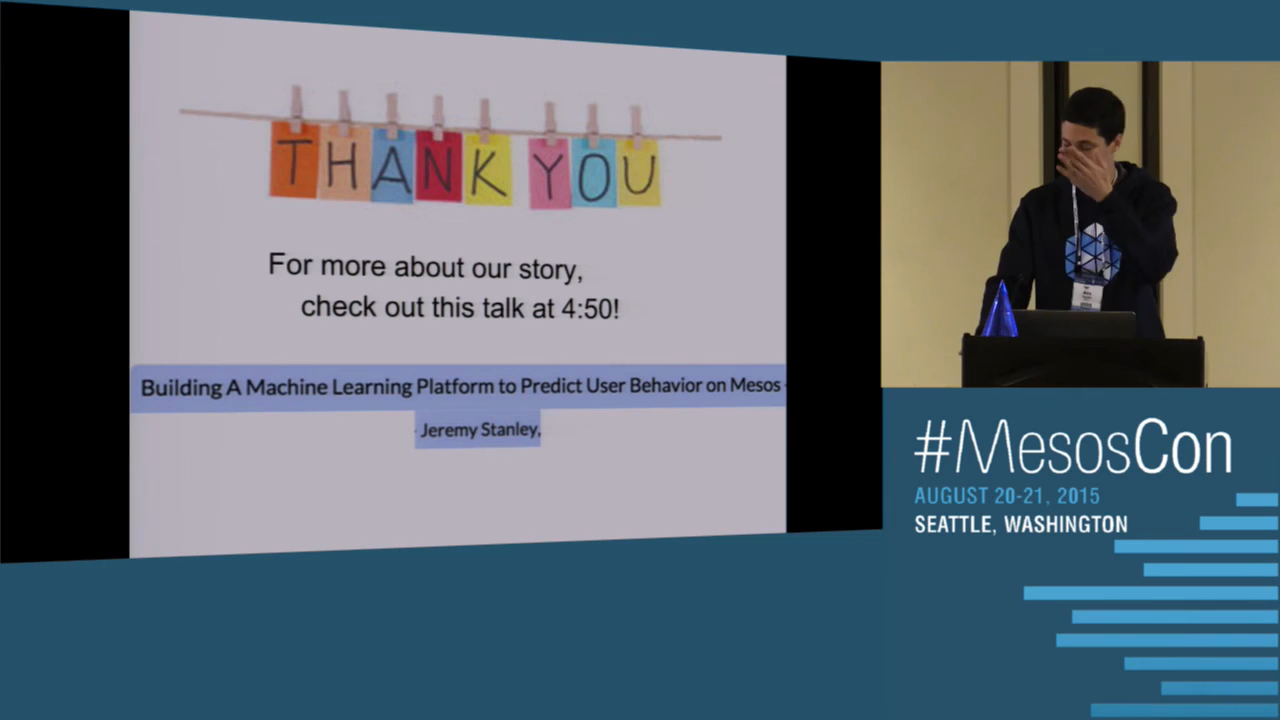 THANK YOU
For more about our story,
check out this talk at 4:50!
Building A Machine Learning Platform to Predict User Behavior on Mesos -
- Jeremy Stanley,
#MesosCon
AUGUST 20-21, 2015
SEATTLE, WASHINGTON